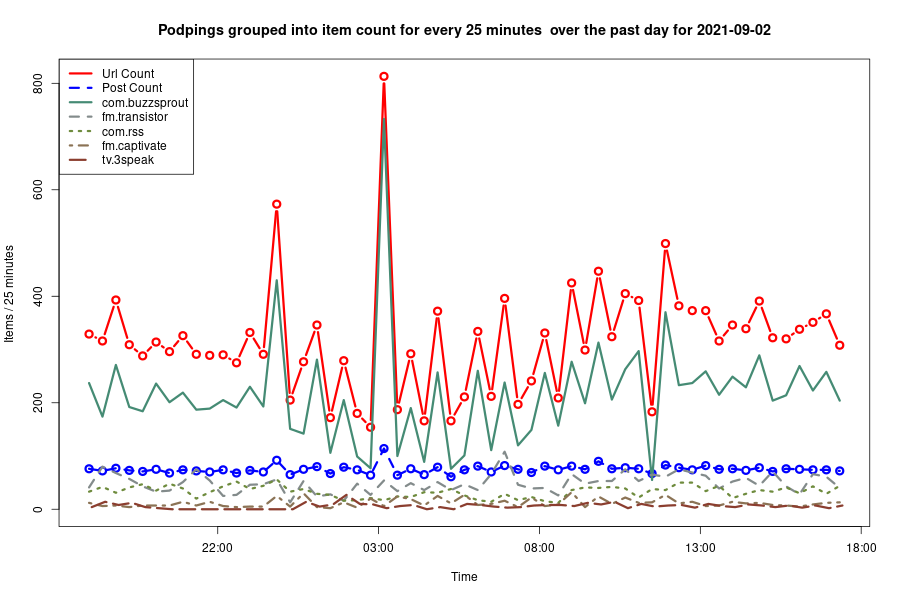 Podpings grouped into item count for every 25 minutes  over the past day for 2021-09-02
Url Count
Post Count
com.buzzsprout
fm.transistor
com.rss
fm.captivate
tv.3speak
800
600
400
200
0
Items / 25 minutes
22:00 03:00 08:00 13:00 18:00
Time